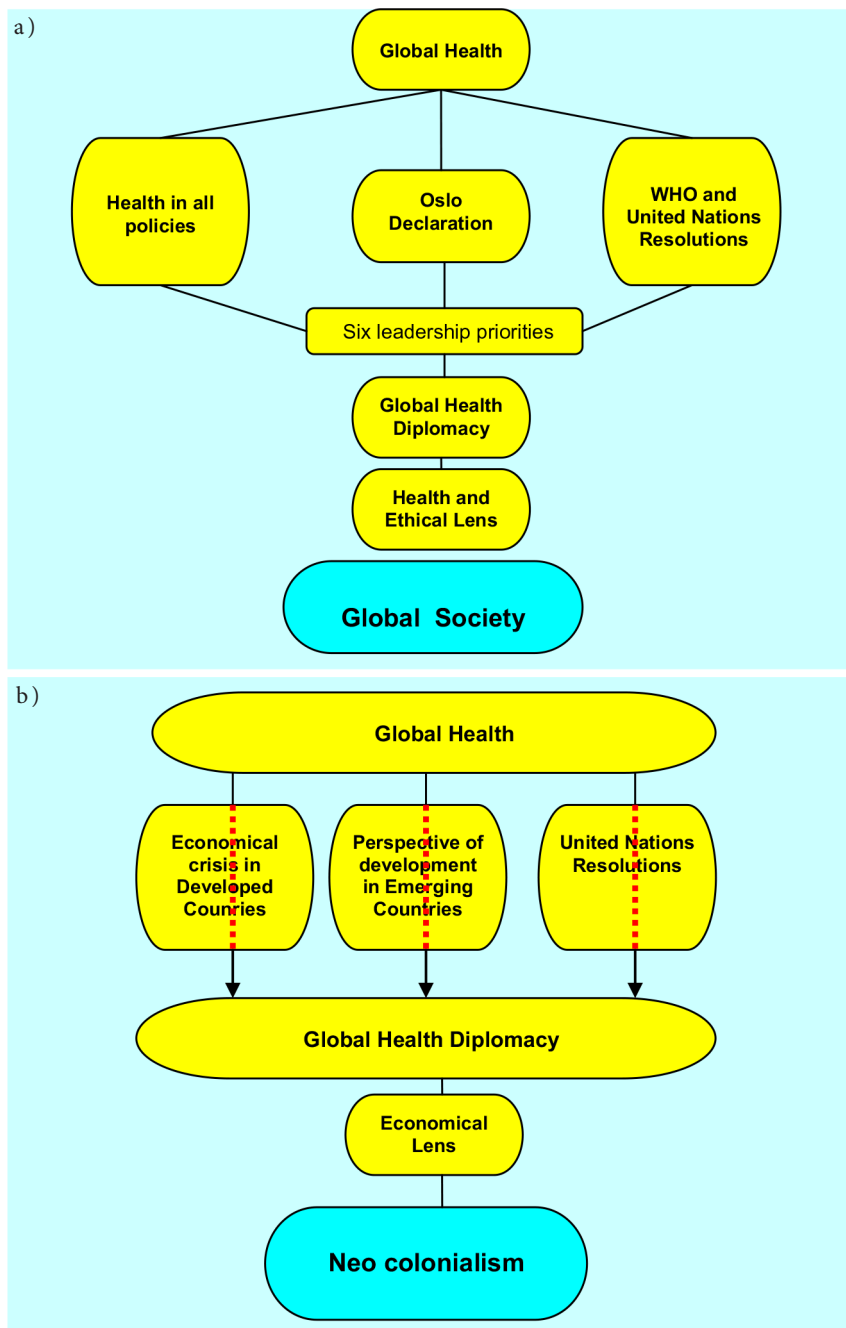 a)
Global Health
Health in all
policies
Oslo
Declaration
WHO and
United Nations
Resolutions
Six leadership priorities
Global Health
Diplomacy
Health and
Ethical Lens
Global Society
b)
Global Health
Economical
crisis in
Developed
Counries
Perspective of
development
in Emerging
Countries
United Nations
Resolutions
Global Health Diplomacy
Economical
Lens
Neo colonialism